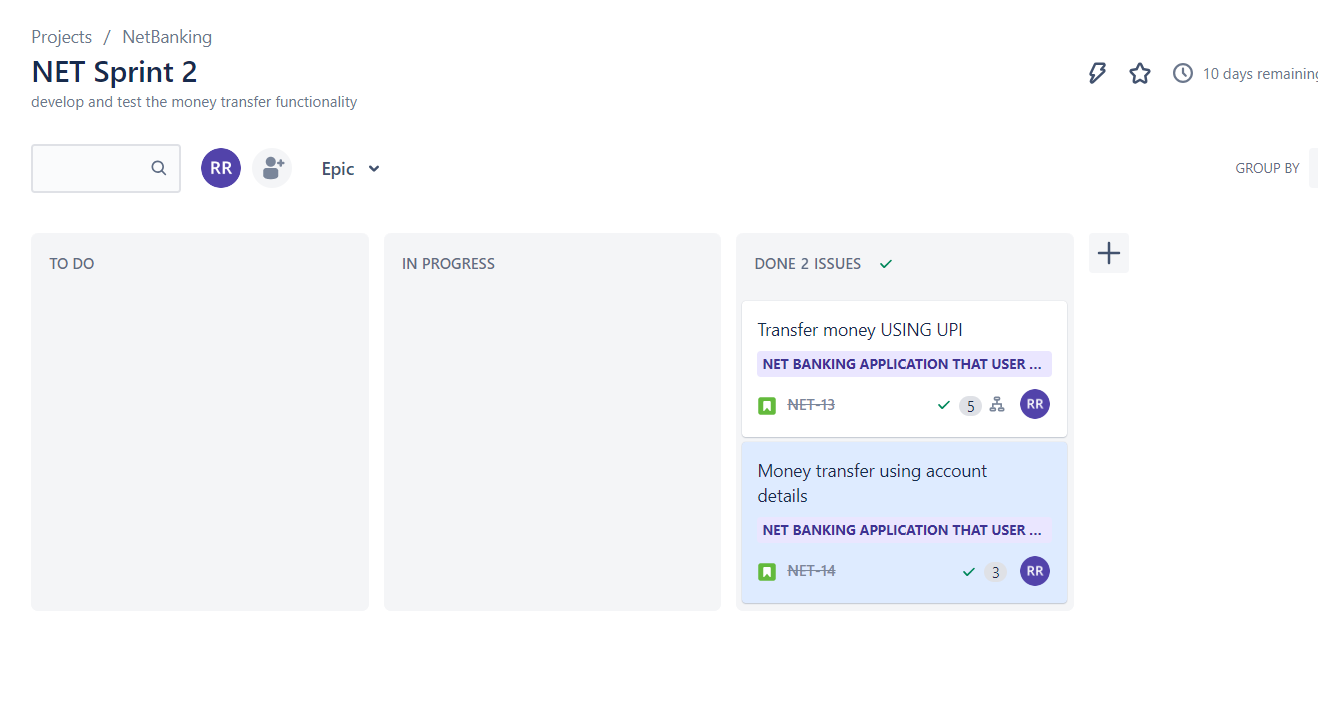 Projects / NetBanking
NET Sprint 2
develop and test the money transfer functionality
10 days remaining
RR
Epic
GROUP BY
TO DO
IN PROGRESS
DONE 2 ISSUES
Transfer money USING UPI
NET BANKING APPLICATION THAT USER ...
NET-13 5 RR
Money transfer using account
details
NET BANKING APPLICATION THAT USER ...
NET-14 3 RR